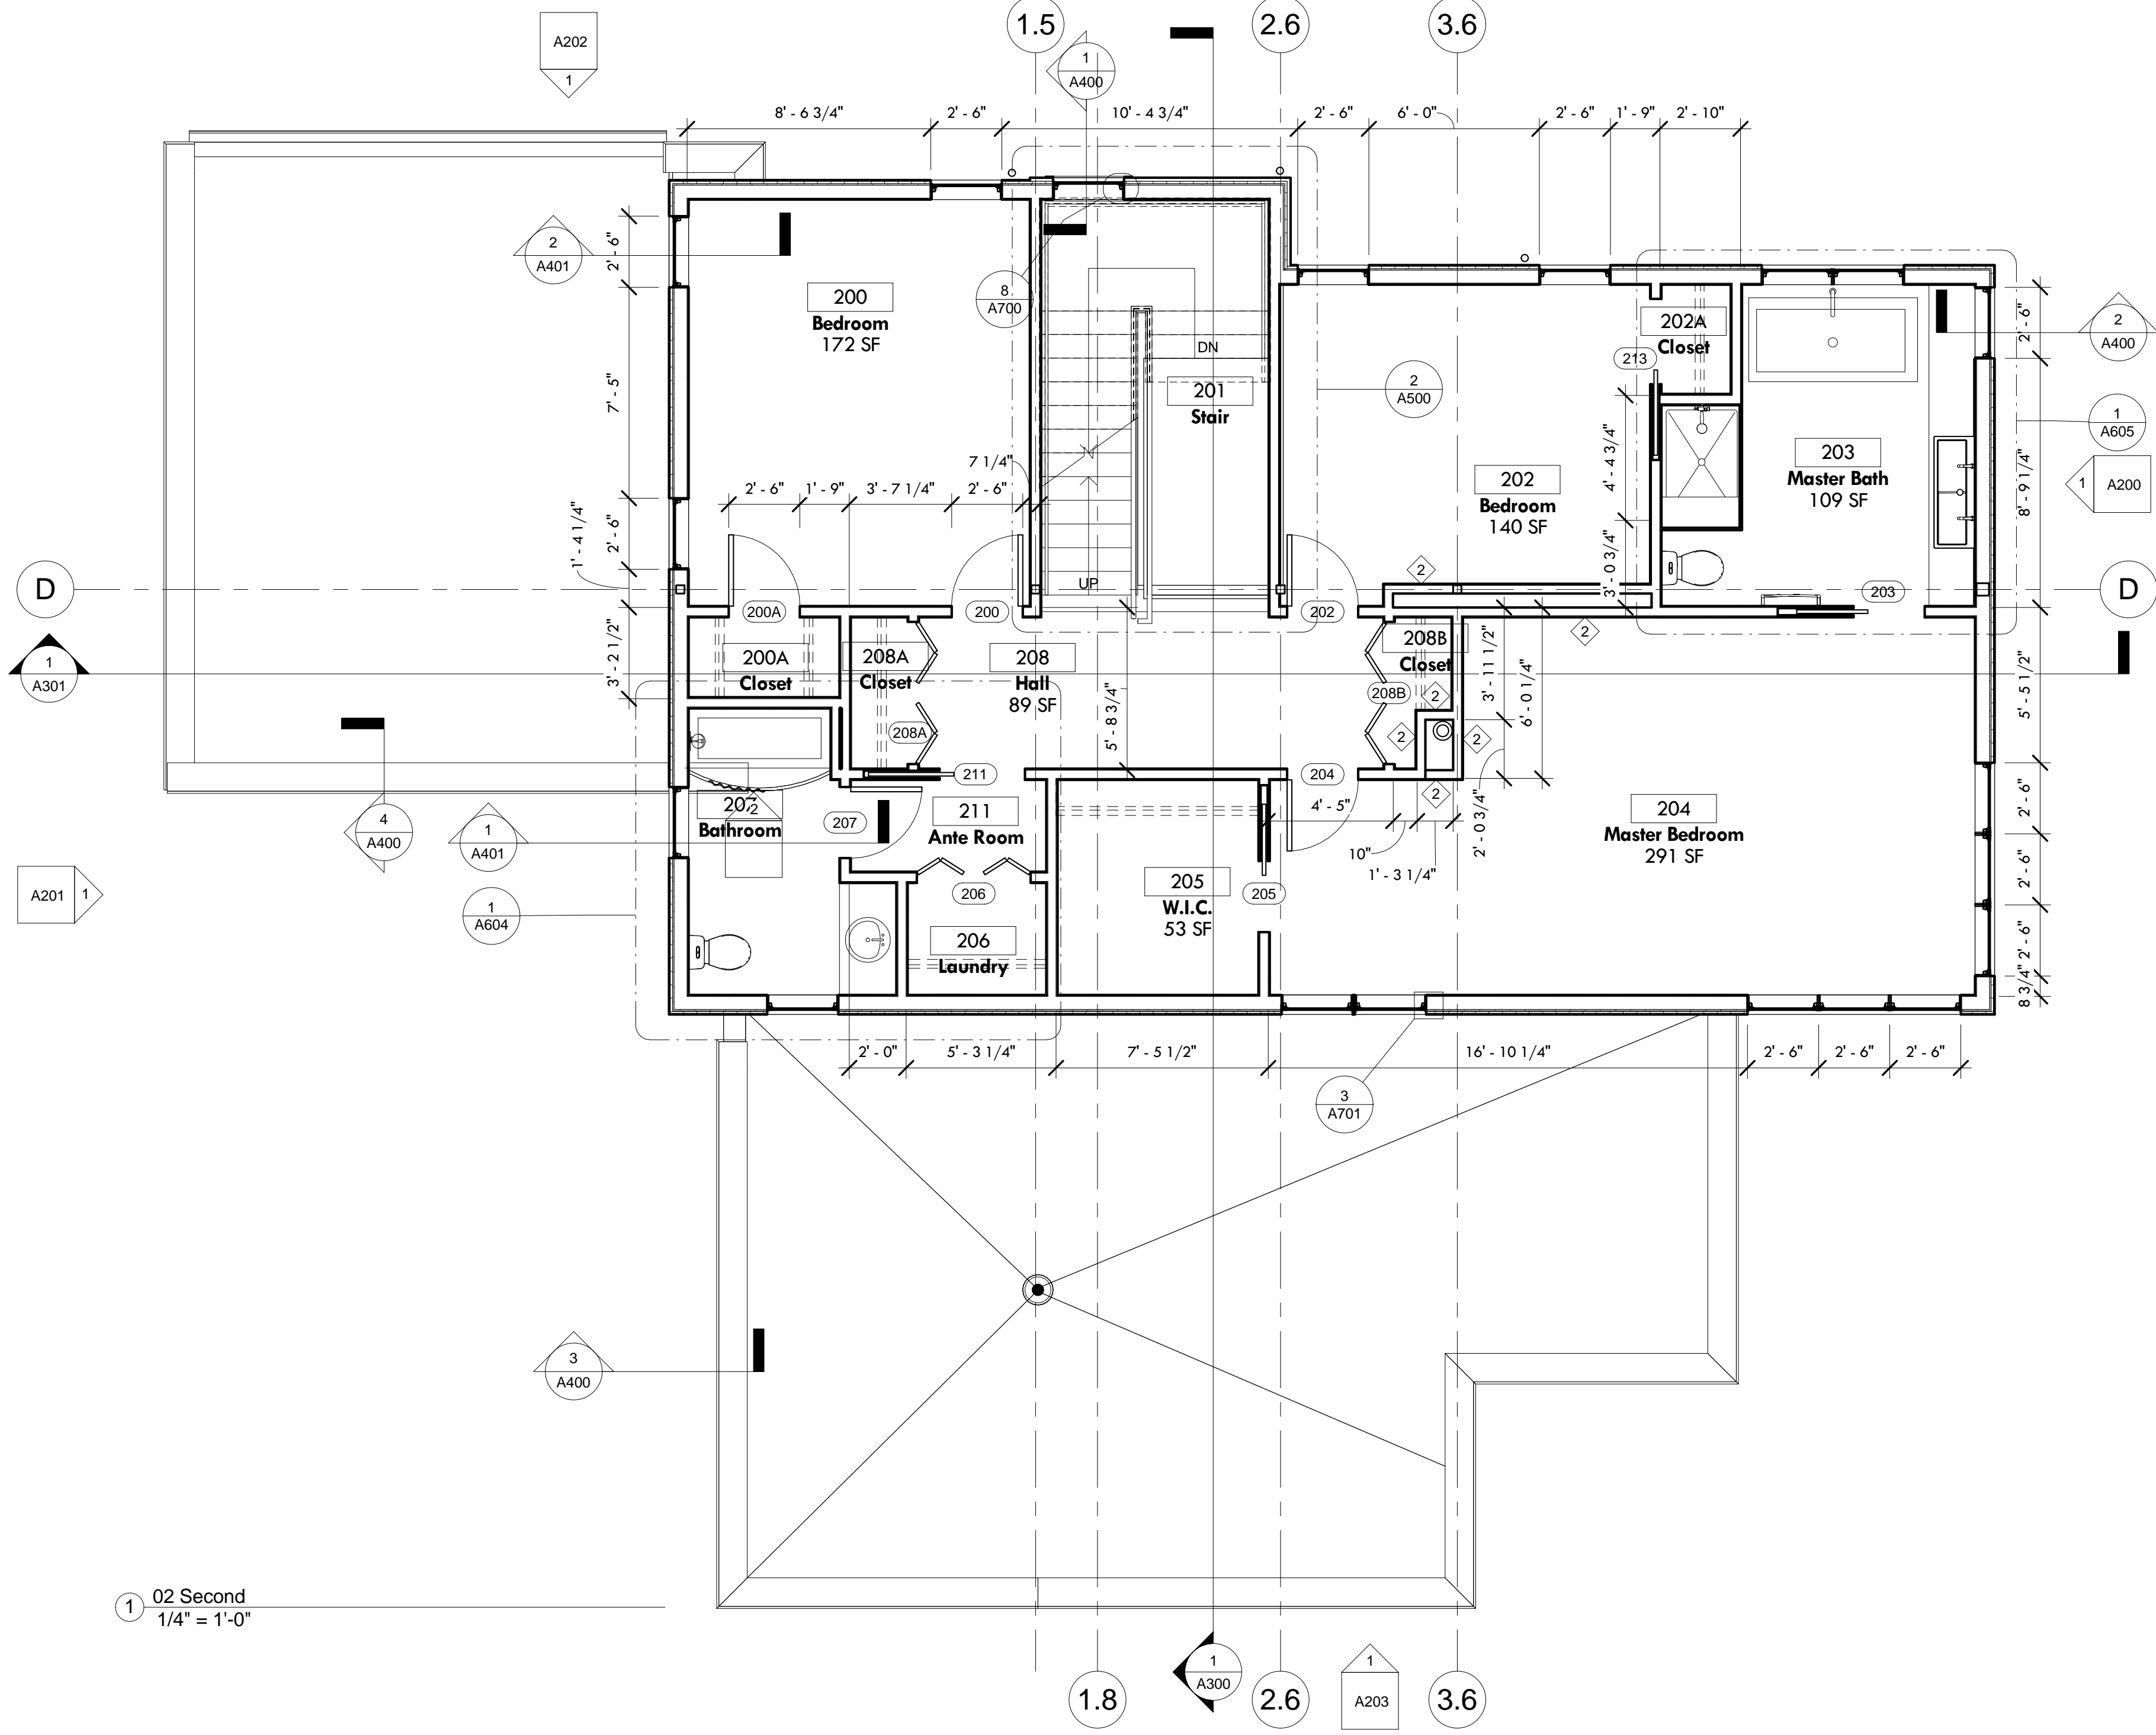 1.5
2.6
3.6
A202
1
1
A400
8' - 6 3/4"
2' - 6"
10' - 4 3/4"
2' - 6"
6' - 0"
2' - 6"
1' - 9"
2' - 10"
2
A401
2' - 6"
8
A700
200
Bedroom
172 SF
DN
201
Stair
2
A500
202A
Closet
213
2' - 6"
2
A400
7' - 5"
7 1/4"
2' - 6"
1' - 9"
3' - 7 1/4"
2' - 6"
202
Bedroom
140 SF
4' - 4 3/4"
203
Master Bath
109 SF
8' - 9 1/4"
1
A605
1
A200
1' - 4 1/4"
2' - 6"
3' - 0 3/4"
D
UP
200A
200
202
2
203
D
1
A301
3' - 2 1/2"
200A
Closet
208A
Closet
208
Hall
89 SF
208B
Closet
2
3' - 11 1/2"
6' - 0 1/4"
5' - 5 1/2"
208B
2
208A
5' - 8 3/4"
2
2
211
204
4
A400
1
A401
207
2
Bathroom
207
211
Ante Room
4' - 5"
2
2' - 0 3/4"
10"
1' - 3 1/4"
204
Master Bedroom
291 SF
2' - 6"
2' - 6"
2' - 6"
8 3/4"
A201
1
1
A604
206
205
W.I.C.
53 SF
205
206
Laundry
2' - 0"
5' - 3 1/4"
7' - 5 1/2"
16' - 10 1/4"
2' - 6"
2' - 6"
2' - 6"
3
A701
3
A400
1
02 Second
1/4" = 1'-0"
1
A300
1
A203
1.8
2.6
3.6